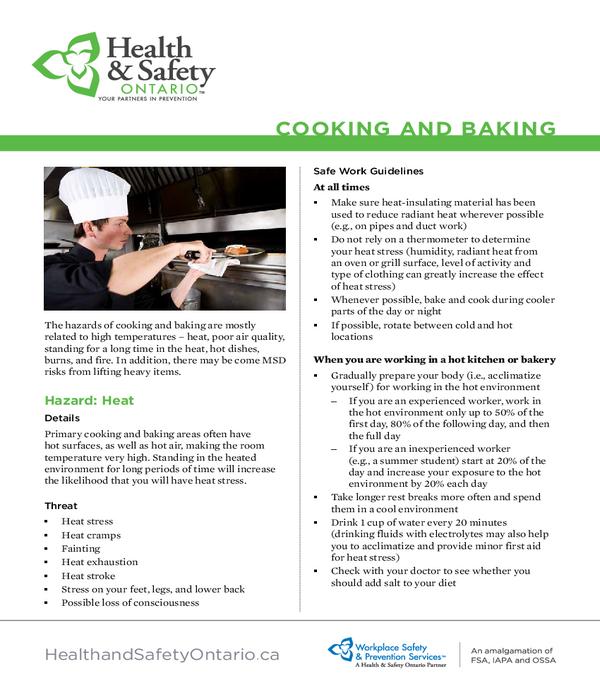 Health
& Safety
ONTARIO™
YOUR PARTNERS IN PREVENTION
COOKING AND BAKING
The hazards of cooking and baking are mostly
related to high temperatures – heat, poor air quality,
standing for a long time in the heat, hot dishes,
burns, and fire. In addition, there may be come MSD
risks from lifting heavy items.
Hazard: Heat
Details
Primary cooking and baking areas often have
hot surfaces, as well as hot air, making the room
temperature very high. Standing in the heated
environment for long periods of time will increase
the likelihood that you will have heat stress.
Threat
▪ Heat stress
▪ Heat cramps
▪ Fainting
▪ Heat exhaustion
▪ Heat stroke
▪ Stress on your feet, legs, and lower back
▪ Possible loss of consciousness
Safe Work Guidelines
At all times
▪ Make sure heat-insulating material has been
used to reduce radiant heat wherever possible
(e.g., on pipes and duct work)
▪ Do not rely on a thermometer to determine
your heat stress (humidity, radiant heat from
an oven or grill surface, level of activity and
type of clothing can greatly increase the effect
of heat stress)
▪ Whenever possible, bake and cook during cooler
parts of the day or night
▪ If possible, rotate between cold and hot
locations
When you are working in a hot kitchen or bakery
▪ Gradually prepare your body (i.e., acclimatize
yourself) for working in the hot environment
– If you are an experienced worker, work in
the hot environment only up to 50% of the
first day, 80% of the following day, and then
the full day
– If you are an inexperienced worker
(e.g., a summer student) start at 20% of the
day and increase your exposure to the hot
environment by 20% each day
▪ Take longer rest breaks more often and spend
them in a cool environment
▪ Drink 1 cup of water every 20 minutes
(drinking fluids with electrolytes may also help
you to acclimatize and provide minor first aid
for heat stress)
▪ Check with your doctor to see whether you
should add salt to your diet
HealthandSafetyOntario.ca
Workplace Safety
& Prevention Services™
A Health & Safety Ontario Partner
An amalgamation of
FSA, IAPA and OSSA